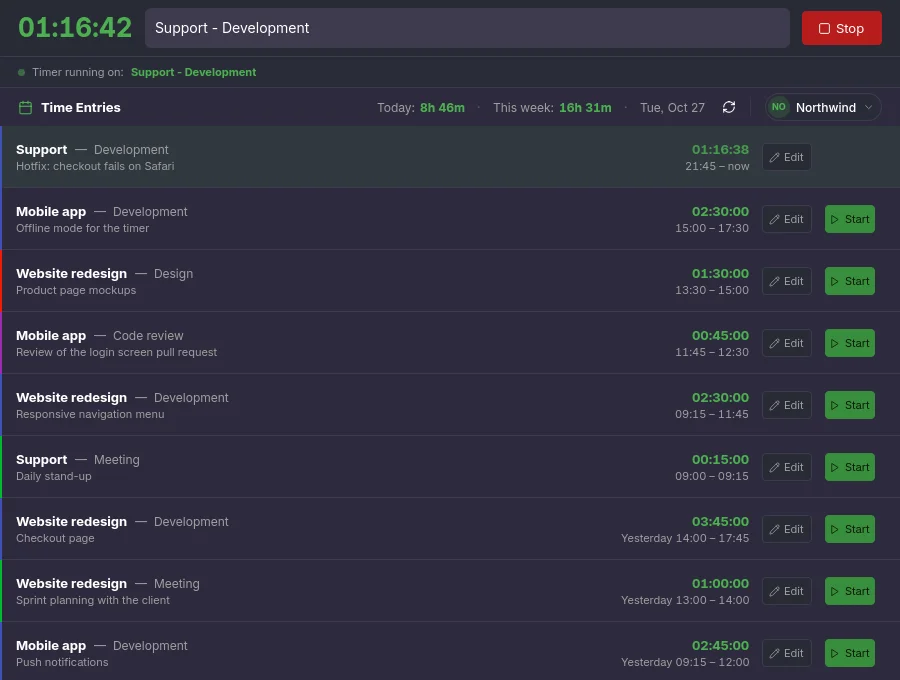 01:16:42 Support - Development Stop
Timer running on: Support - Development
Time Entries Today: 8h 46m · This week: 16h 31m · Tue, Oct 27 NO Northwind
Support — Development 01:16:38 Edit
Hotfix: checkout fails on Safari 21:45 – now
Mobile app — Development 02:30:00 Edit Start
Offline mode for the timer 15:00 – 17:30
Website redesign — Design 01:30:00 Edit Start
Product page mockups 13:30 – 15:00
Mobile app — Code review 00:45:00 Edit Start
Review of the login screen pull request 11:45 – 12:30
Website redesign — Development 02:30:00 Edit Start
Responsive navigation menu 09:15 – 11:45
Support — Meeting 00:15:00 Edit Start
Daily stand-up 09:00 – 09:15
Website redesign — Development 03:45:00 Edit Start
Checkout page Yesterday 14:00 – 17:45
Website redesign — Meeting 01:00:00 Edit Start
Sprint planning with the client Yesterday 13:00 – 14:00
Mobile app — Development 02:45:00 Edit Start
Push notifications Yesterday 09:15 – 12:00